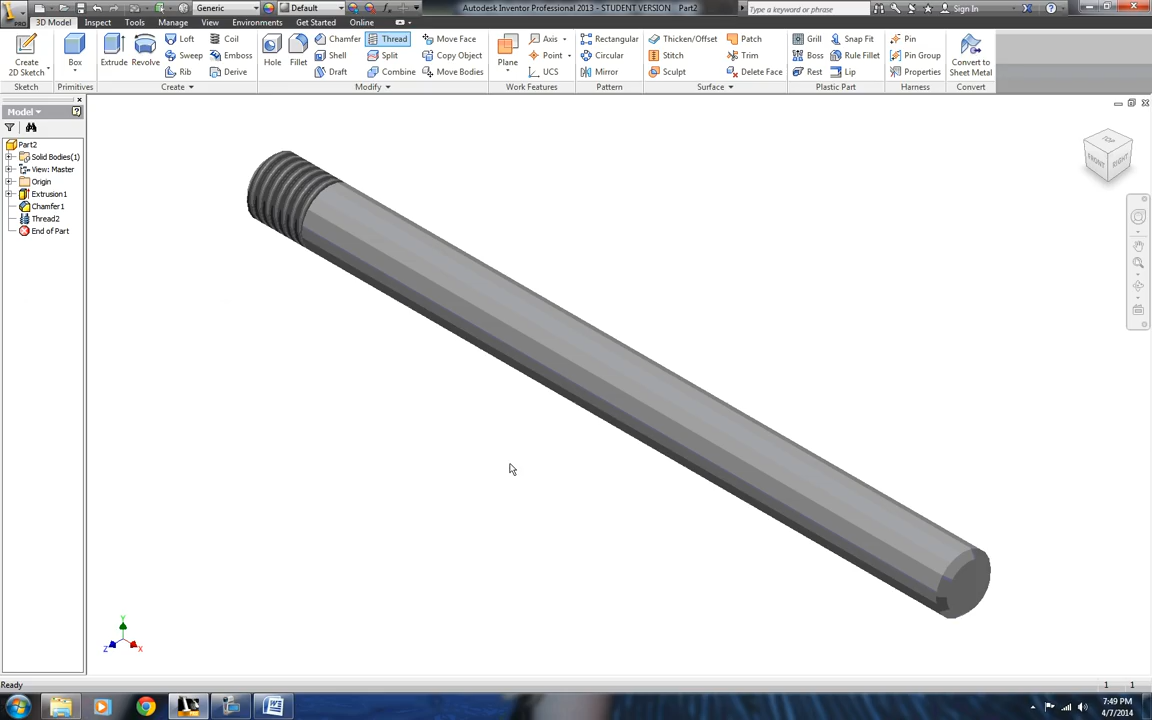 Generic
Default
Autodesk Inventor Professional 2013 - STUDENT VERSION Part2
Type a keyword or phrase
Sign In
PRO
3D Model Inspect Tools Manage View Environments Get Started Online
Create 2D Sketch
Sketch
Box
Primitives
Extrude Revolve
Loft
Sweep
Rib
Coil
Emboss
Derive
Create
Hole Fillet
Chamfer
Shell
Draft
Thread
Split
Combine
Move Face
Copy Object
Move Bodies
Modify
Plane
Axis
Point
UCS
Work Features
Rectangular
Circular
Mirror
Pattern
Thicken/Offset
Stitch
Sculpt
Patch
Trim
Delete Face
Surface
Grill
Boss
Rest
Snap Fit
Rule Fillet
Lip
Plastic Part
Pin
Pin Group
Properties
Harness
Convert to Sheet Metal
Convert
Model
Part2
Solid Bodies(1)
View: Master
Origin
Extrusion1
Chamfer1
Thread2
End of Part
TOP
FRONT
RIGHT
Y
Z
X
Ready
1 1
7:49 PM
4/7/2014